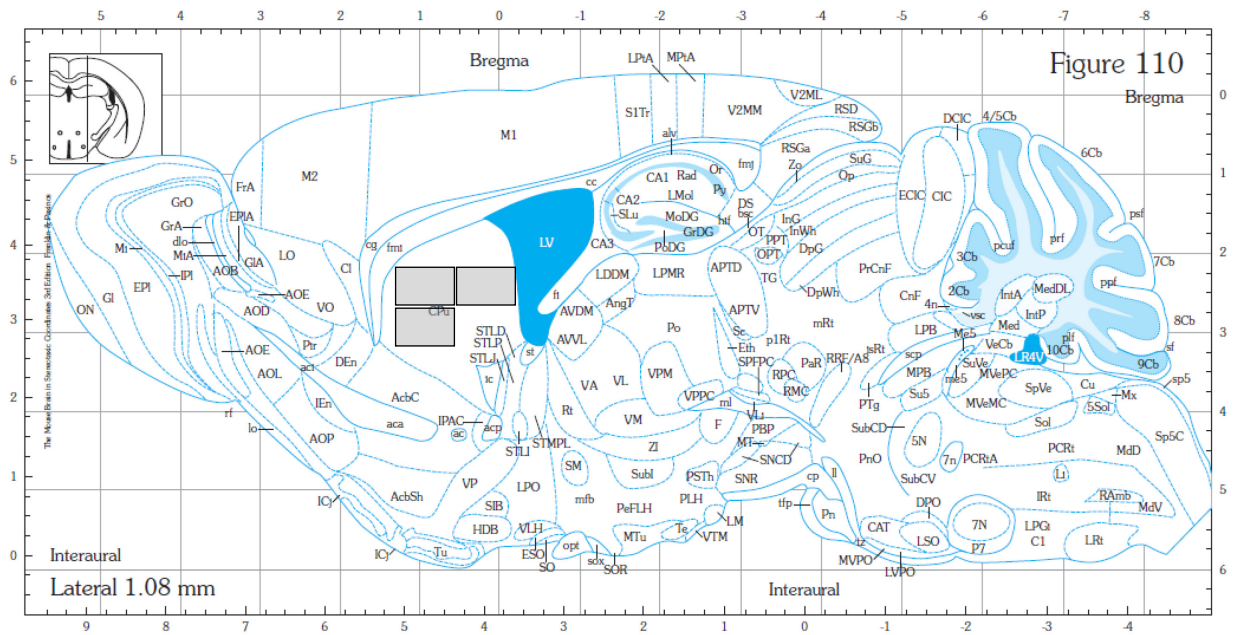 5 4 3 2 1 0 -1 -2 -3 -4 -5 -6 -7 -8
Bregma
LPtA MPtA
Figure 110
Bregma
6 0
V2ML
S1Tr V2MM RSD
DCIC 4/5Cb
M1 RSGb
alv
RSGa
6Cb
5 Zo SuG 1
M2 FrA cc CA1 Rad Or fmj Op
GrO Py ECIC CIC
CA2 LMol DS
EPlA SLu MoDG bsc psf
GrA htf InG
dlo LV CA3 PoDG GrDG OT InWh pcuf prf
4 Mi MtA GlA LO cg fmt PPT DpG 2
AOB OPT 3Cb 7Cb
IPl Cl LDDM LPMR APTD TG PrCnF
EPl AOE ft DpWh CnF 2Cb IntA MedDL ppf
Gl VO AngT 4n
ON AOD CPu AVDM APTV vsc IntP
3 8Cb
STLD Po mRt LPB Med
Ptr STLP AVVL Sc p1Rt Me5 VeCb plf 3
AOE DEn STLJ st Eth RRF/A8 isRt scp 10Cb sf
aci SPFPC PaR SuVe LR4V 9Cb
AOL ic VPM RPC MPB me5 MVePC sp5
VA VL RMC SpVe Cu
2 AcbC VPPC ml Su5 Mx
rf IEn Rt VLi PTg MVeMC 5Sol
lo IPAC VM F PBP SubCD Sol 4
AOP aca ac acp STMPL MT 5N Sp5C
STLI ZI PnO 7n PCRtA PCRt MdD
1 SM SubI PSTh SNCD ll SubCV Li
VP LPO SNR cp
ICj AcbSh mfb PLH DPO IRt RAmb 5
SIB PeFLH tfp Pn MdV
HDB VLH LM CAT 7N LPGi
ICj Te LSO C1 LRt
0 Tu ESO opt MTu VTM tz P7
Interaural SO sox MVPO
SOR LVPO 6
Lateral 1.08 mm Interaural
9 8 7 6 5 4 3 2 1 0 -1 -2 -3 -4
The Mouse Brain in Stereotaxic Coordinates 3rd Edition Franklin & Paxinos